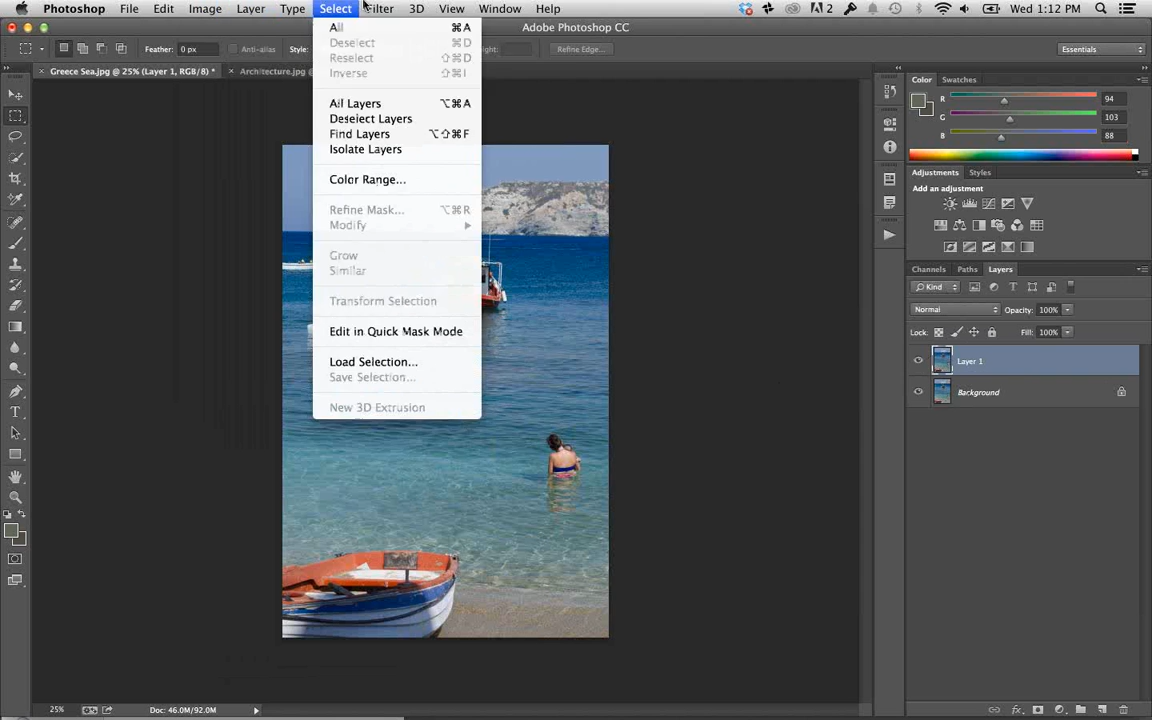 Photoshop File Edit Image Layer Type Select Filter 3D View Window Help 2 Wed 1:12 PM
Adobe Photoshop CC
Feather: 0 px Anti-alias Style: Refine Edge... Essentials
Greece Sea.jpg @ 25% (Layer 1, RGB/8) * Architecture.jpg
All ⌘A
Deselect ⌘D
Reselect ⇧⌘D
Inverse ⇧⌘I
All Layers ⌥⌘A
Deselect Layers
Find Layers ⌥⇧⌘F
Isolate Layers
Color Range...
Refine Mask... ⌥⌘R
Modify
Grow
Similar
Transform Selection
Edit in Quick Mask Mode
Load Selection...
Save Selection...
New 3D Extrusion
Color Swatches
R 94
G 103
B 88
Adjustments Styles
Add an adjustment
Channels Paths Layers
Kind
Normal Opacity: 100%
Lock: Fill: 100%
Layer 1
Background
25% Doc: 46.0M/92.0M